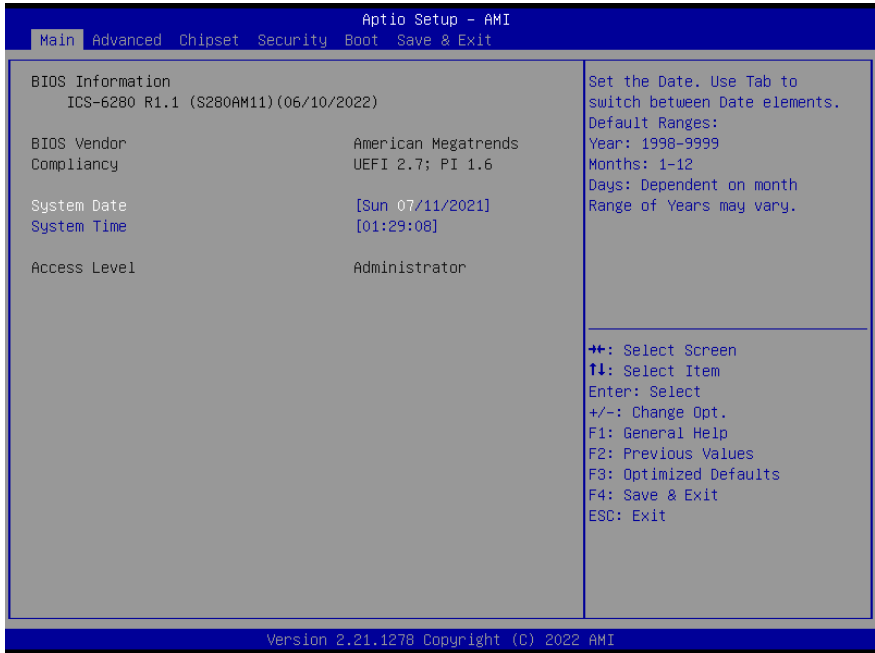 Aptio Setup – AMI
Main Advanced Chipset Security Boot Save & Exit
BIOS Information
ICS-6280 R1.1 (S280AM11)(06/10/2022)
BIOS Vendor American Megatrends
Compliancy UEFI 2.7; PI 1.6
System Date [Sun 07/11/2021]
System Time [01:29:08]
Access Level Administrator
Set the Date. Use Tab to
switch between Date elements.
Default Ranges:
Year: 1998-9999
Months: 1-12
Days: Dependent on month
Range of Years may vary.
→←: Select Screen
↑↓: Select Item
Enter: Select
+/-: Change Opt.
F1: General Help
F2: Previous Values
F3: Optimized Defaults
F4: Save & Exit
ESC: Exit
Version 2.21.1278 Copyright (C) 2022 AMI